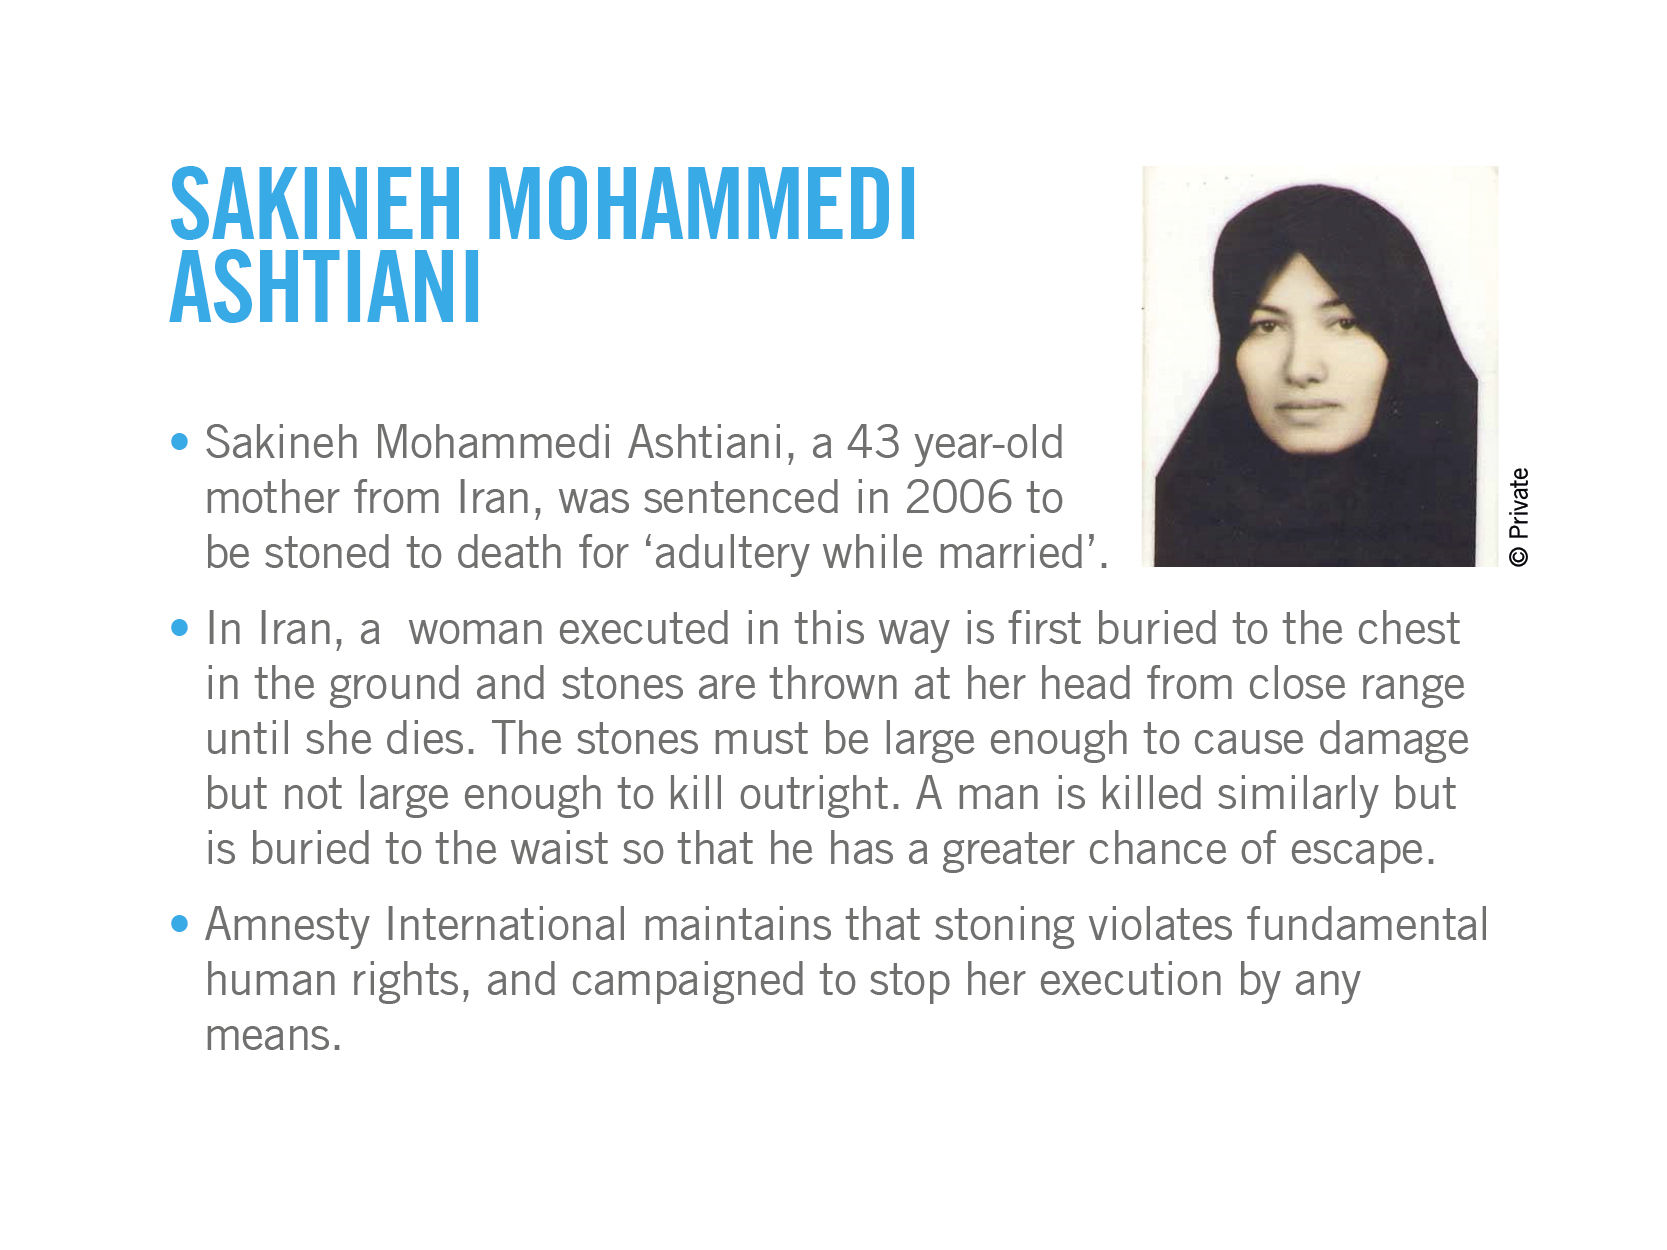 SAKINEH MOHAMMEDI
ASHTIANI
• Sakineh Mohammedi Ashtiani, a 43 year-old
mother from Iran, was sentenced in 2006 to
be stoned to death for ‘adultery while married’.
© Private
• In Iran, a  woman executed in this way is first buried to the chest
in the ground and stones are thrown at her head from close range
until she dies. The stones must be large enough to cause damage
but not large enough to kill outright. A man is killed similarly but
is buried to the waist so that he has a greater chance of escape.
• Amnesty International maintains that stoning violates fundamental
human rights, and campaigned to stop her execution by any
means.